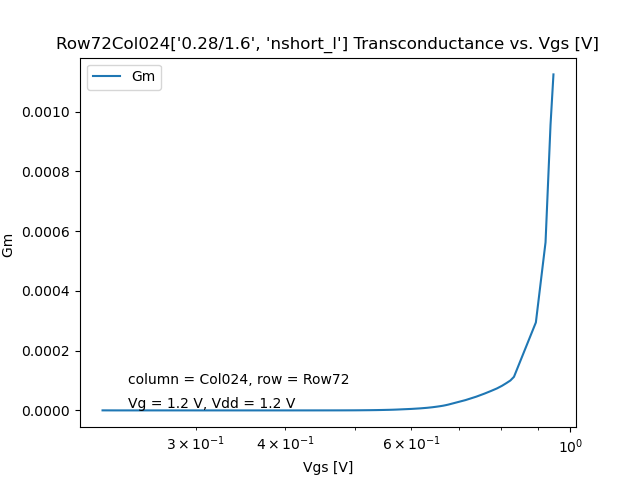 Row72Col024['0.28/1.6', 'nshort_l'] Transconductance vs. Vgs [V]
Gm
0.0010
0.0008
0.0006
0.0004
0.0002
0.0000
Gm
column = Col024, row = Row72
Vg = 1.2 V, Vdd = 1.2 V
3 × 10⁻¹
4 × 10⁻¹
6 × 10⁻¹
10⁰
Vgs [V]